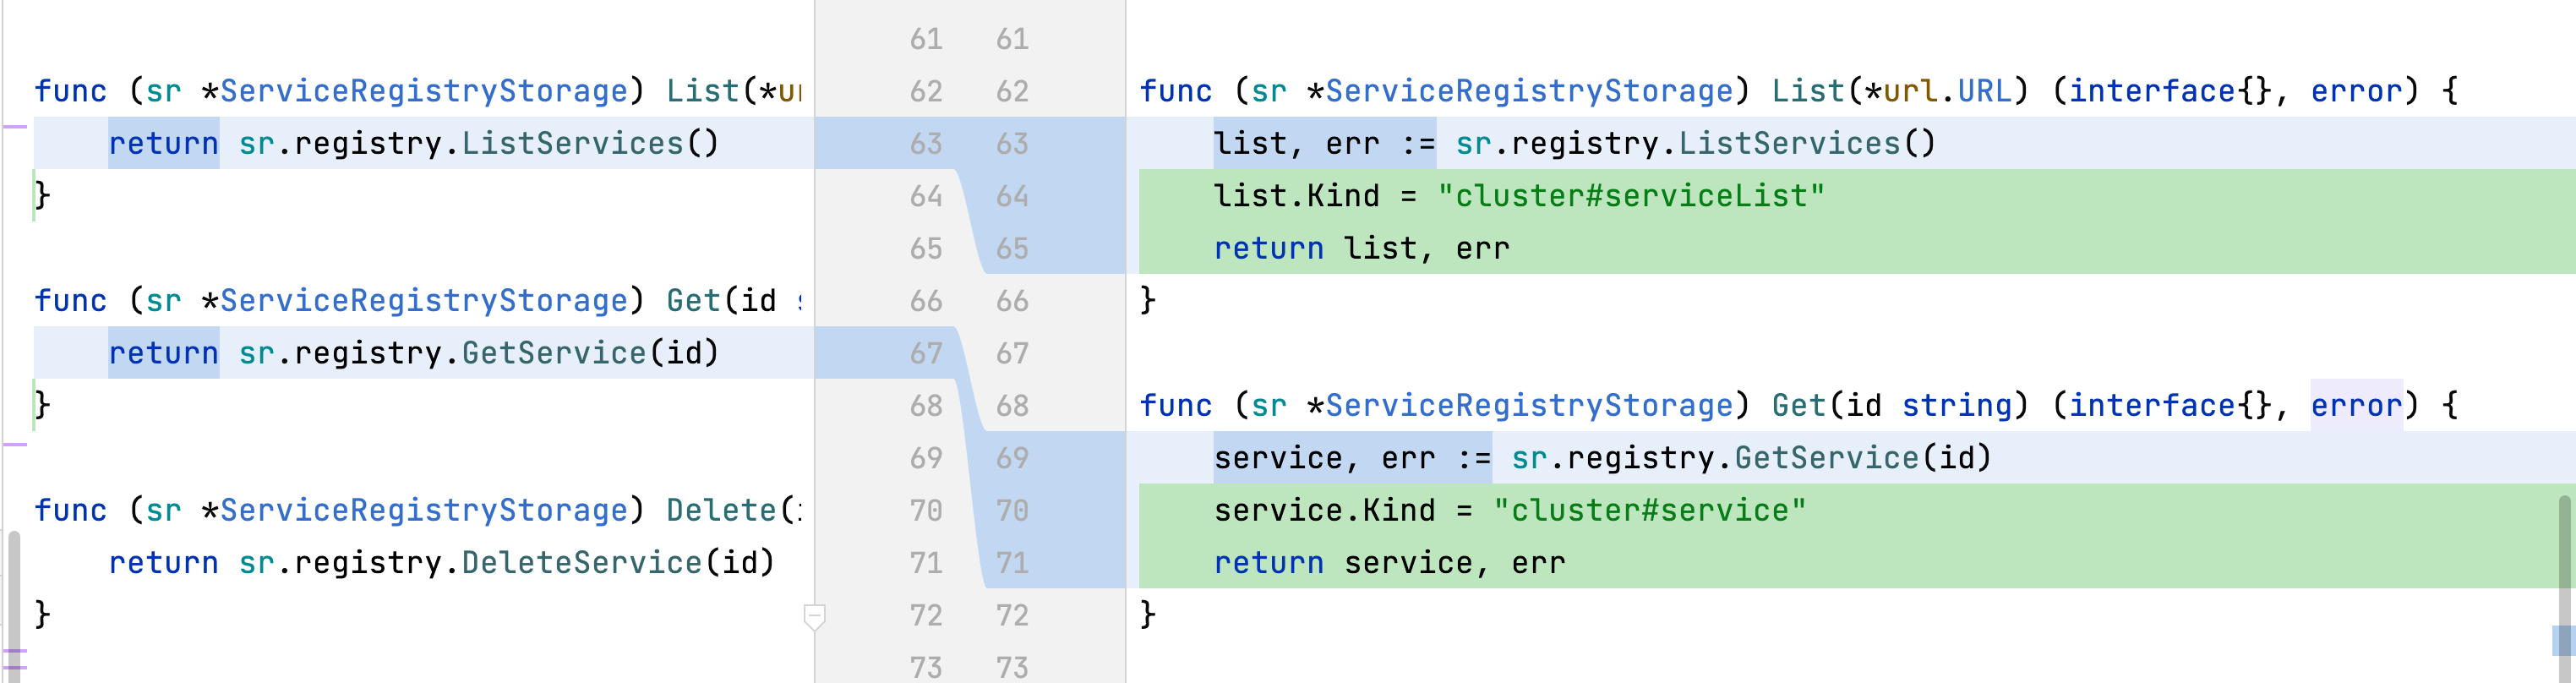 61 61
func (sr *ServiceRegistryStorage) List(*u 62 62 func (sr *ServiceRegistryStorage) List(*url.URL) (interface{}, error) {
return sr.registry.ListServices() 63 63 list, err := sr.registry.ListServices()
} 64 64 list.Kind = "cluster#serviceList"
65 65 return list, err
func (sr *ServiceRegistryStorage) Get(id 66 66 }
return sr.registry.GetService(id) 67 67
} 68 68 func (sr *ServiceRegistryStorage) Get(id string) (interface{}, error) {
69 69 service, err := sr.registry.GetService(id)
func (sr *ServiceRegistryStorage) Delete( 70 70 service.Kind = "cluster#service"
return sr.registry.DeleteService(id) 71 71 return service, err
} 72 72 }
73 73